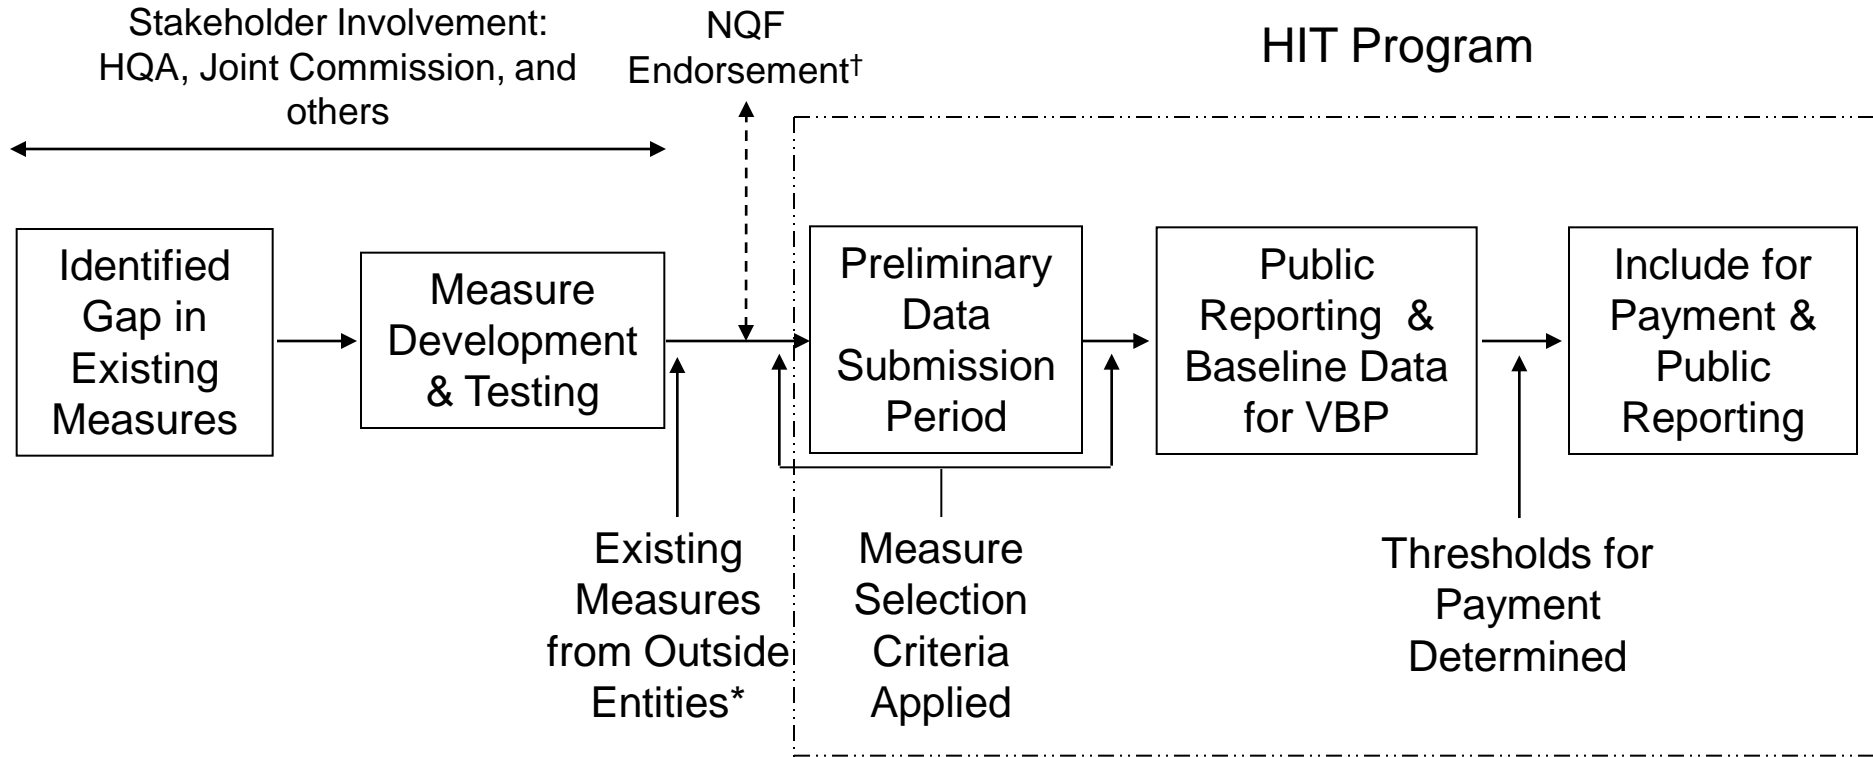 Stakeholder Involvement:
HQA, Joint Commission, and
others
NQF
Endorsement†
HIT Program
Identified
Gap in
Existing
Measures
Measure
Development
& Testing
Preliminary
Data
Submission
Period
Public
Reporting &
Baseline Data
for VBP
Include for
Payment &
Public
Reporting
Existing
Measures
from Outside
Entities*
Measure
Selection
Criteria
Applied
Thresholds for
Payment
Determined